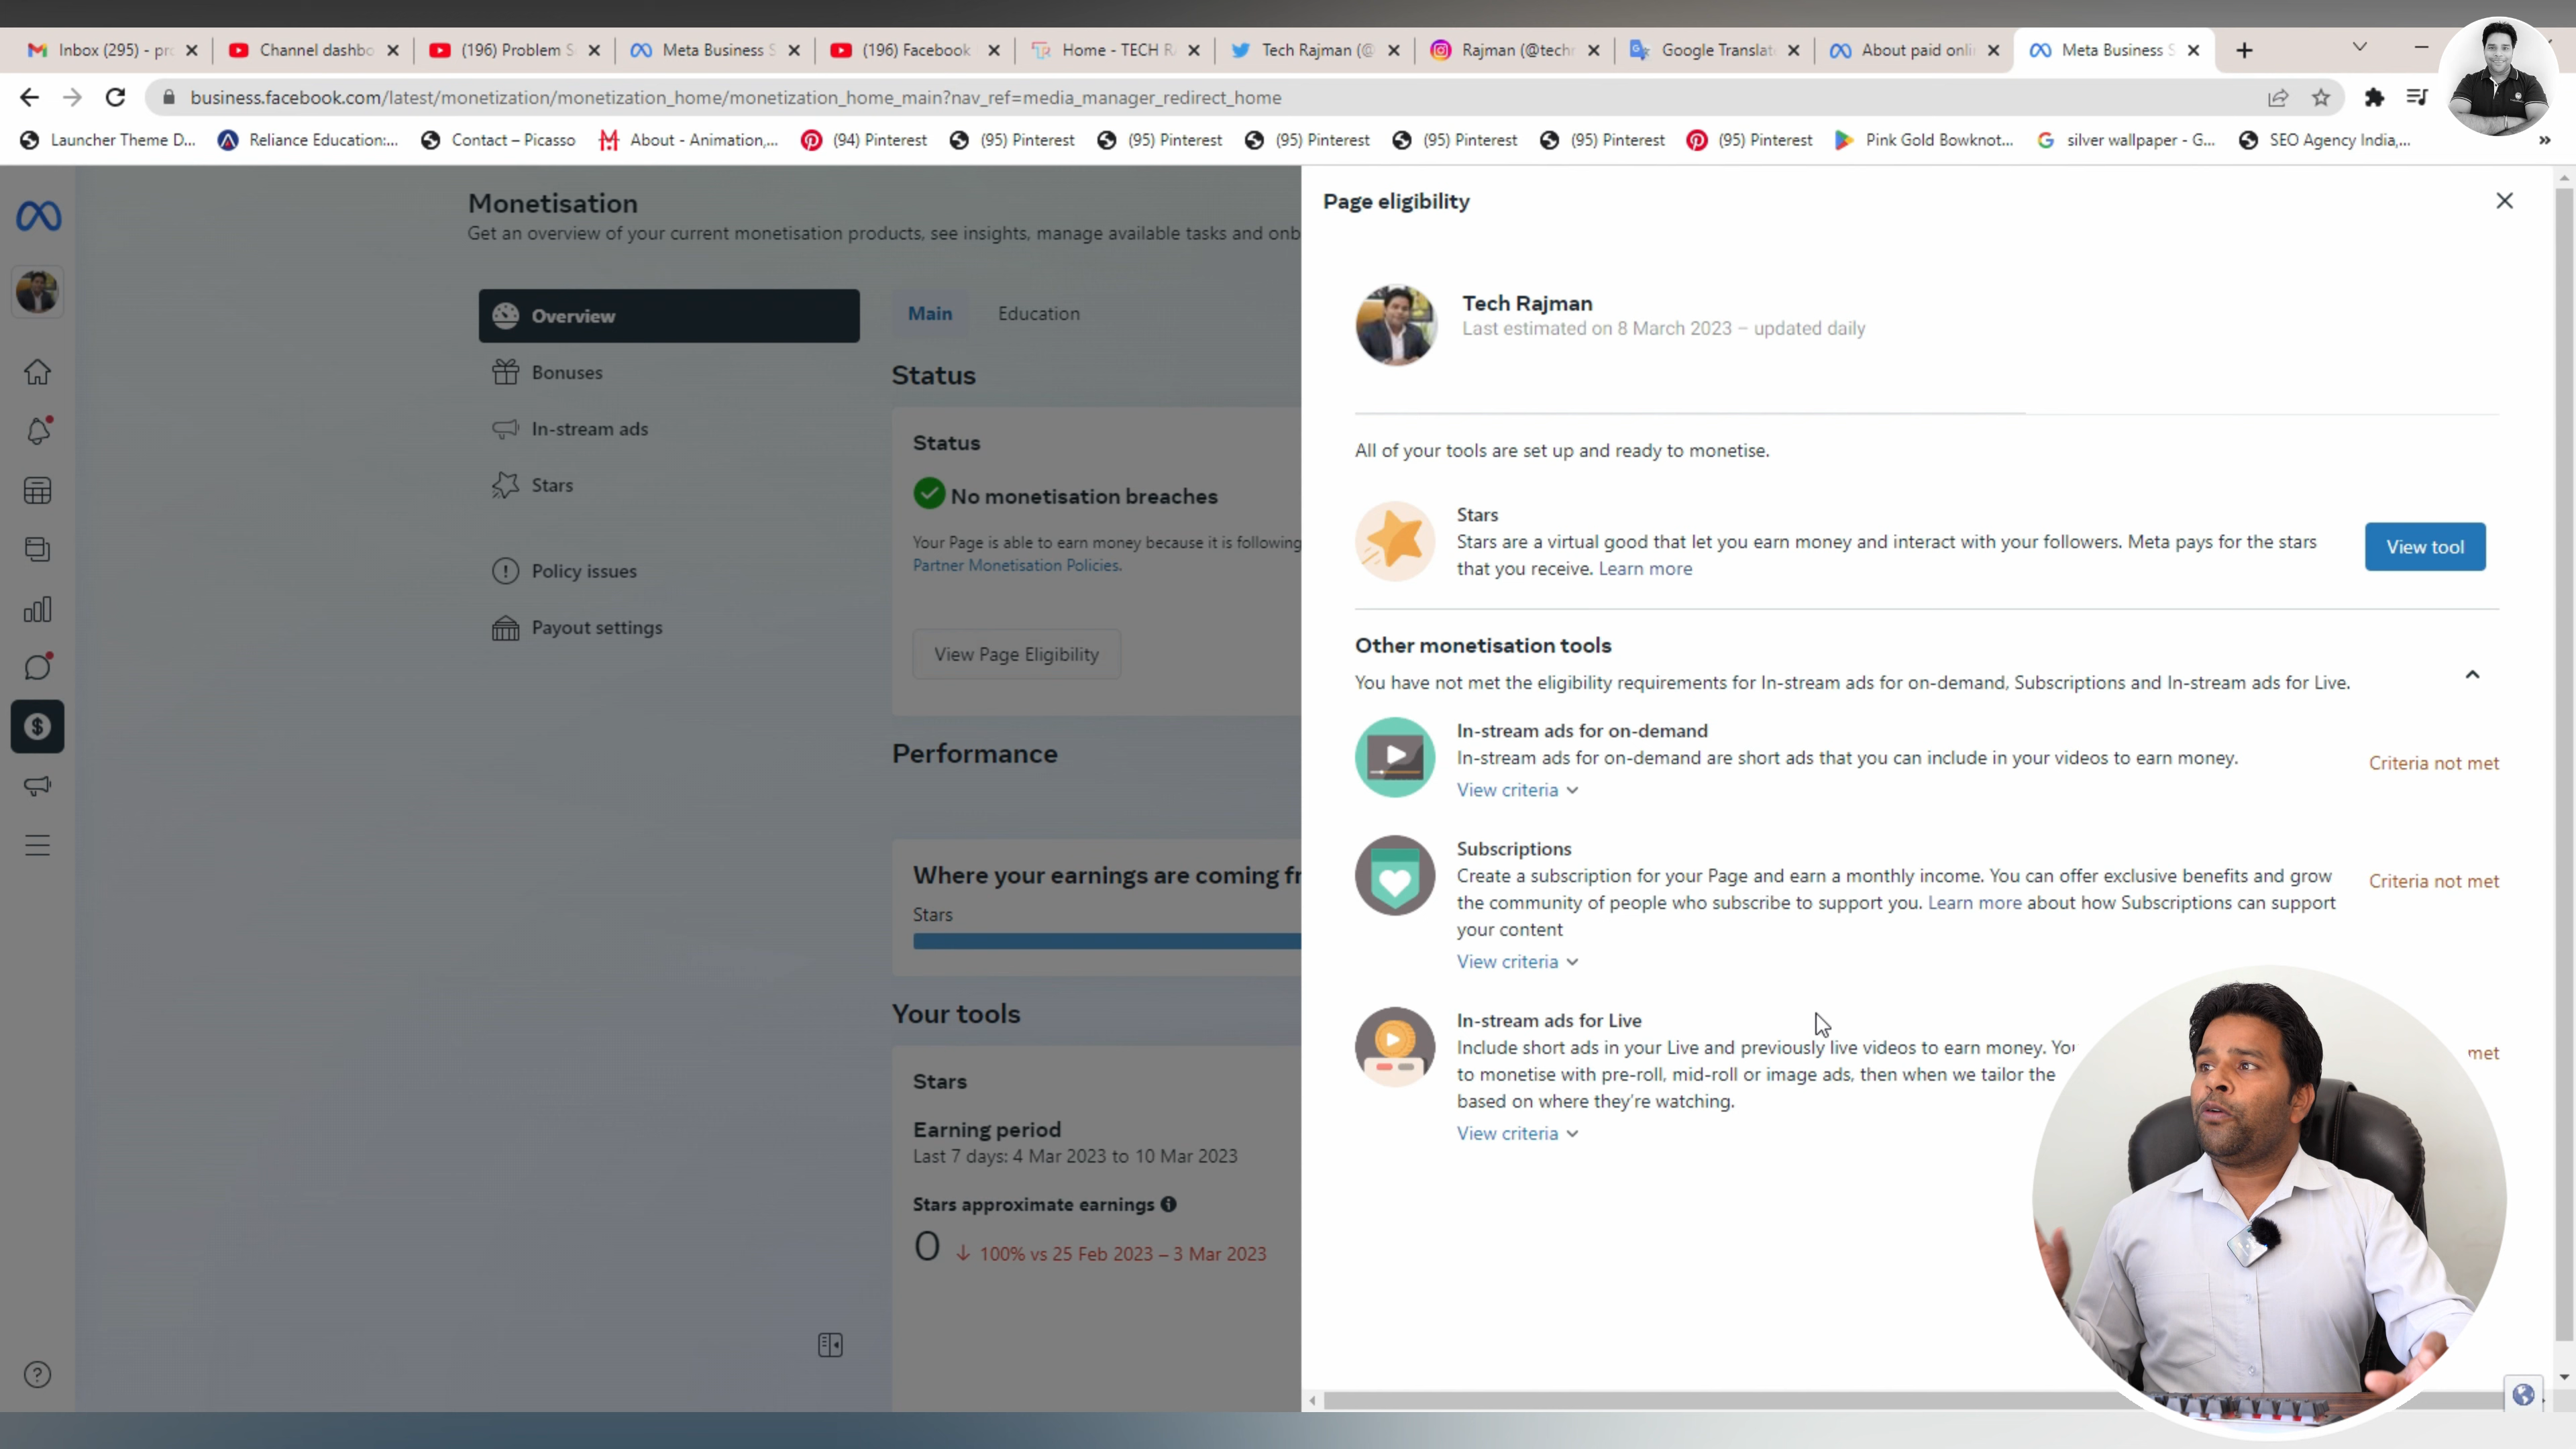 Inbox (295) - pr
Channel dashbo
(196) Problem S
Meta Business S
(196) Facebook
Home - TECH R
Tech Rajman (@
Rajman (@techr
Google Translat
About paid onli
Meta Business S
business.facebook.com/latest/monetization/monetization_home/monetization_home_main?nav_ref=media_manager_redirect_home
Launcher Theme D...
Reliance Education:...
Contact – Picasso
About - Animation,...
(94) Pinterest
(95) Pinterest
(95) Pinterest
(95) Pinterest
(95) Pinterest
(95) Pinterest
(95) Pinterest
Pink Gold Bowknot...
silver wallpaper - G...
SEO Agency India,...
Monetisation
Get an overview of your current monetisation products, see insights, manage available tasks and onb
Overview
Bonuses
In-stream ads
Stars
Policy issues
Payout settings
Main
Education
Status
Status
No monetisation breaches
Your Page is able to earn money because it is following
Partner Monetisation Policies.
View Page Eligibility
Performance
Where your earnings are coming fr
Stars
Your tools
Stars
Earning period
Last 7 days: 4 Mar 2023 to 10 Mar 2023
Stars approximate earnings
0 ↓ 100% vs 25 Feb 2023 – 3 Mar 2023
Page eligibility
Tech Rajman
Last estimated on 8 March 2023 – updated daily
All of your tools are set up and ready to monetise.
Stars
Stars are a virtual good that let you earn money and interact with your followers. Meta pays for the stars
that you receive. Learn more
View tool
Other monetisation tools
You have not met the eligibility requirements for In-stream ads for on-demand, Subscriptions and In-stream ads for Live.
In-stream ads for on-demand
In-stream ads for on-demand are short ads that you can include in your videos to earn money.
View criteria
Criteria not met
Subscriptions
Create a subscription for your Page and earn a monthly income. You can offer exclusive benefits and grow
the community of people who subscribe to support you. Learn more about how Subscriptions can support
your content
View criteria
Criteria not met
In-stream ads for Live
Include short ads in your Live and previously live videos to earn money. You
to monetise with pre-roll, mid-roll or image ads, then when we tailor the
based on where they're watching.
View criteria
met